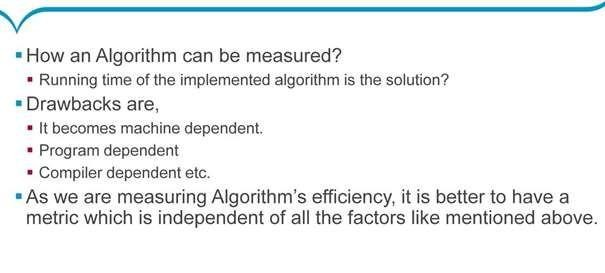 How an Algorithm can be measured?
Running time of the implemented algorithm is the solution?
Drawbacks are,
It becomes machine dependent.
Program dependent
Compiler dependent etc.
As we are measuring Algorithm's efficiency, it is better to have a
metric which is independent of all the factors like mentioned above.